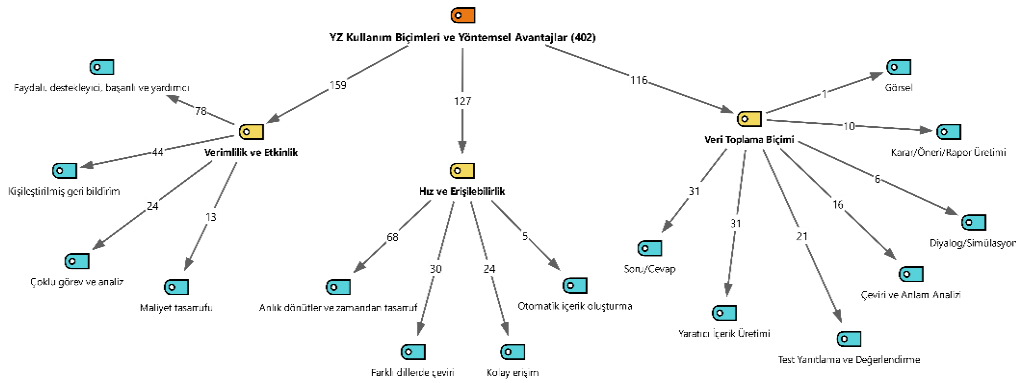 YZ Kullanım Biçimleri ve Yöntemsel Avantajlar (402)
159
127
116
Faydalı, destekleyici, başarılı ve yardımcı
78
Verimlilik ve Etkinlik
44
Kişileştirilmiş geri bildirim
24
13
Çoklu görev ve analiz
Maliyet tasarrufu
Hız ve Erişilebilirlik
68
30
24
5
Anlık dönütler ve zamandan tasarruf
Otomatik içerik oluşturma
Farklı dillerde çeviri
Kolay erişim
Veri Toplama Biçimi
1
Görsel
10
Karar/Öneri/Rapor Üretimi
6
Diyalog/Simülasyon
16
Çeviri ve Anlam Analizi
31
31
21
Soru/Cevap
Yaratıcı İçerik Üretimi
Test Yanıtlama ve Değerlendirme